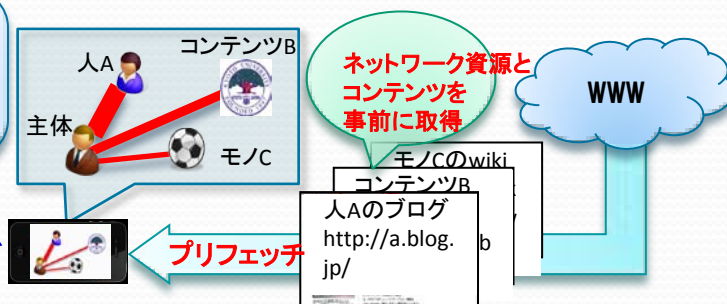 人A
コンテンツB
主体
モノC
ネットワーク資源と
コンテンツを
事前に取得
WWW
モノCのwiki
コンテンツB
人Aのブログ
http://a.blog.
jp/
b
プリフェッチ